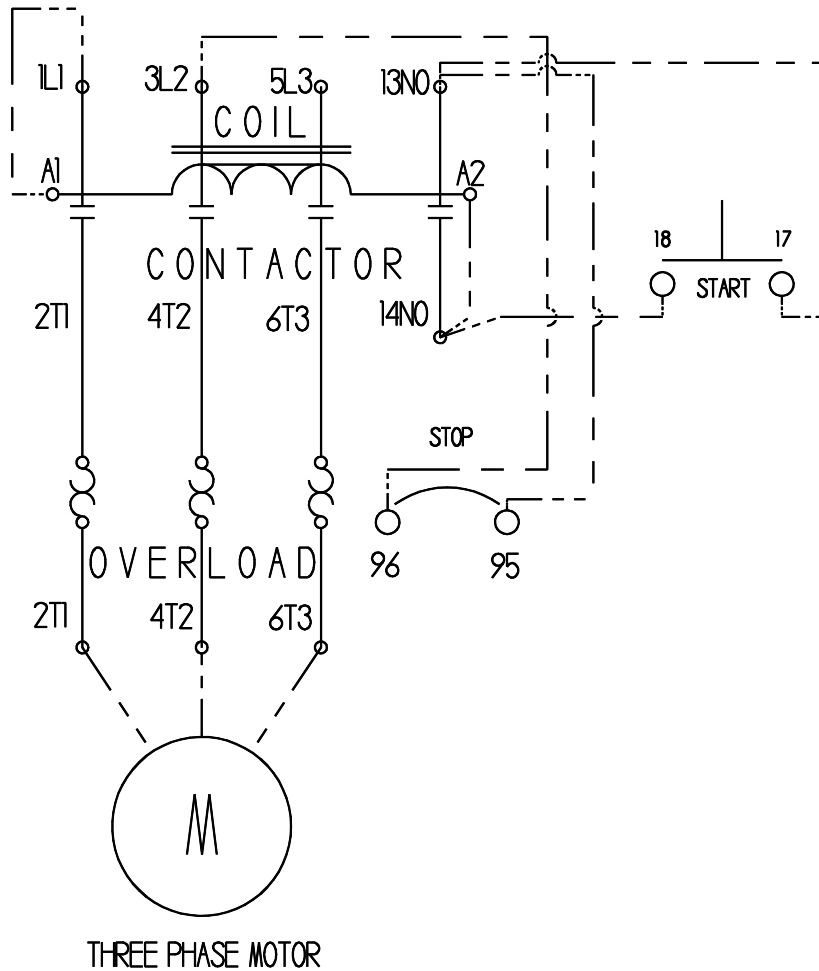 1L1 3L2 5L3 13NO
COIL
A1 A2
18 17
CONTACTOR
START
2T1 4T2 6T3 14NO
STOP
OVERLOAD 96 95
2T1 4T2 6T3
M
THREE PHASE MOTOR